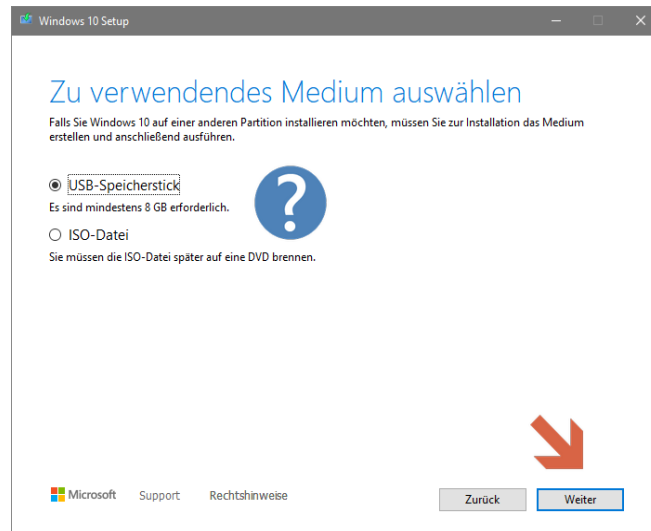 Windows 10 Setup
Zu verwendendes Medium auswählen
Falls Sie Windows 10 auf einer anderen Partition installieren möchten, müssen Sie zur Installation das Medium
erstellen und anschließend ausführen.
USB-Speicherstick
Es sind mindestens 8 GB erforderlich.
?
ISO-Datei
Sie müssen die ISO-Datei später auf eine DVD brennen.
Microsoft Support Rechtshinweise Zurück Weiter